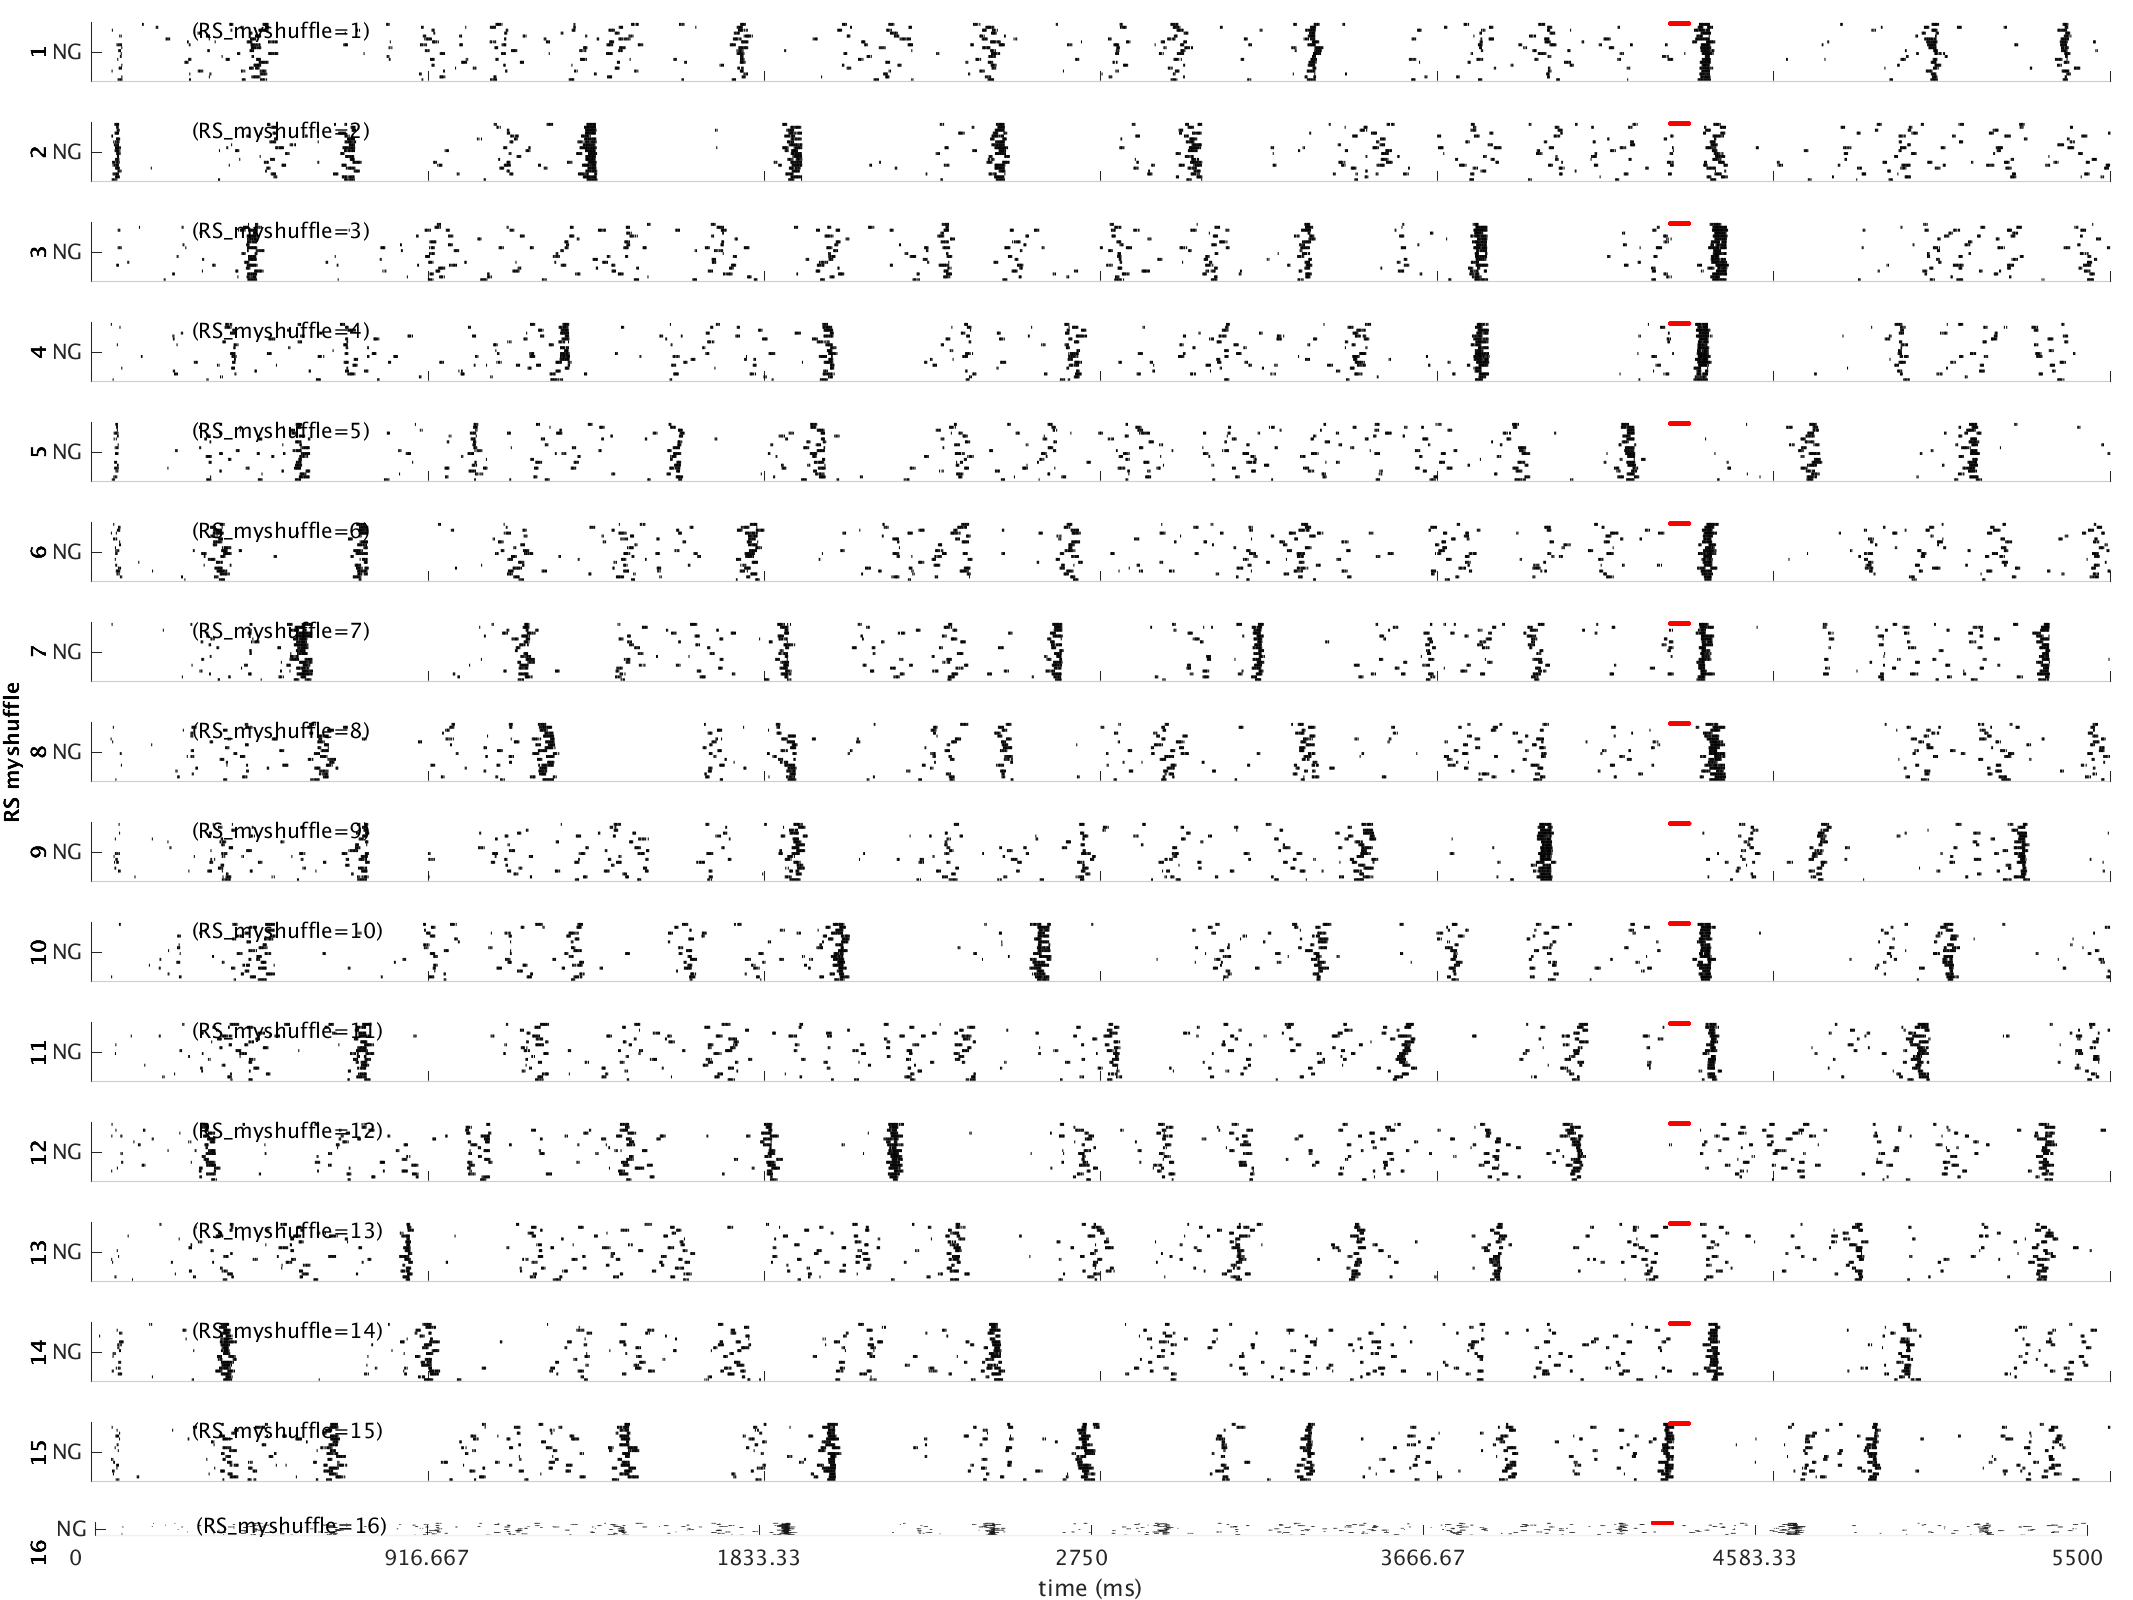 RS myshuffle
1 NG (RS_myshuffle=1)
2 NG (RS_myshuffle=2)
3 NG (RS_myshuffle=3)
4 NG (RS_myshuffle=4)
5 NG (RS_myshuffle=5)
6 NG (RS_myshuffle=6)
7 NG (RS_myshuffle=7)
8 NG (RS_myshuffle=8)
9 NG (RS_myshuffle=9)
10 NG (RS_myshuffle=10)
11 NG (RS_myshuffle=11)
12 NG (RS_myshuffle=12)
13 NG (RS_myshuffle=13)
14 NG (RS_myshuffle=14)
15 NG (RS_myshuffle=15)
16 NG (RS_myshuffle=16)
0 916.667 1833.33 2750 3666.67 4583.33 5500
time (ms)